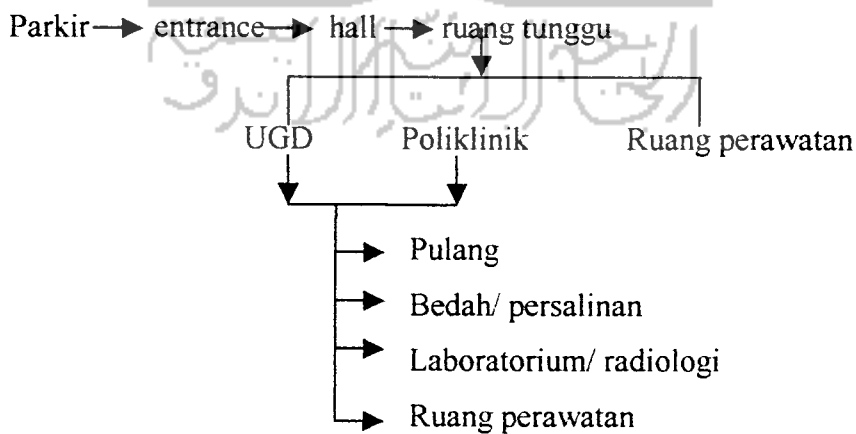 Parkir entrance hall ruang tunggu
UGD Poliklinik Ruang perawatan
Pulang
Bedah/ persalinan
Laboratorium/ radiologi
Ruang perawatan